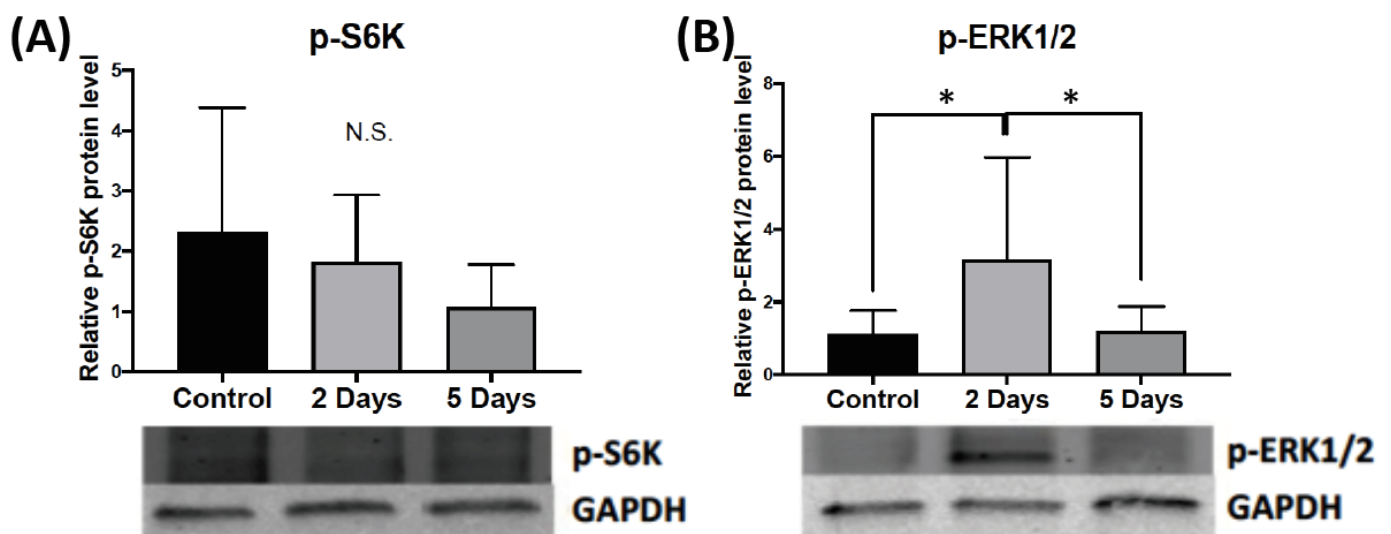 (A)
p-S6K
Relative p-S6K protein level
5
4
3
2
1
0
N.S.
Control 2 Days 5 Days
p-S6K
GAPDH
(B)
p-ERK1/2
Relative p-ERK1/2 protein level
8
6
4
2
0
* *
Control 2 Days 5 Days
p-ERK1/2
GAPDH